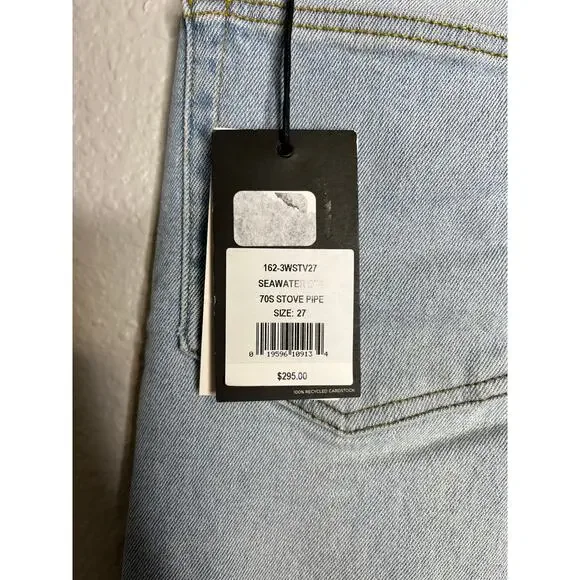 162-3WSTV27
SEAWATER
70S STOVE PIPE
SIZE: 27
0 19596 10913 4
$295.00
100% RECYCLED CARDSTOCK